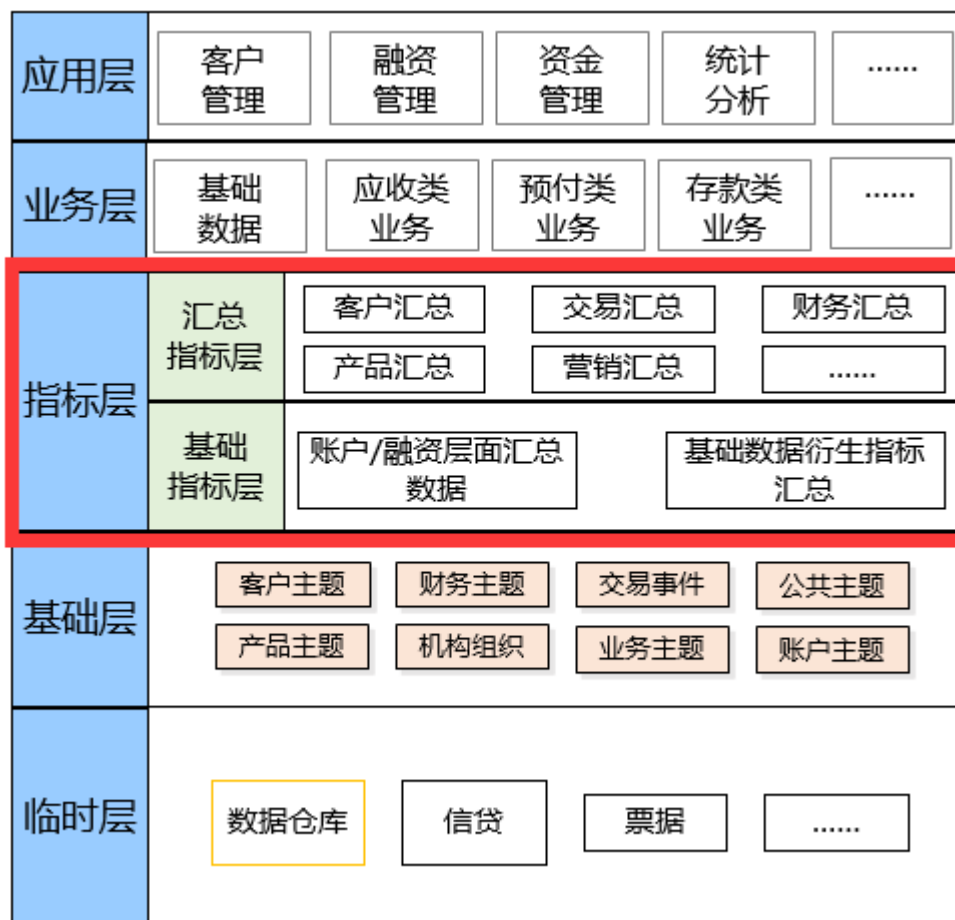 应用层
客户
管理
融资
管理
资金
管理
统计
分析
......
业务层
基础
数据
应收类
业务
预付类
业务
存款类
业务
......
指标层
汇总
指标层
客户汇总
交易汇总
财务汇总
产品汇总
营销汇总
......
基础
指标层
账户/融资层面汇总
数据
基础数据衍生指标
汇总
基础层
客户主题
财务主题
交易事件
公共主题
产品主题
机构组织
业务主题
账户主题
临时层
数据仓库
信贷
票据
......